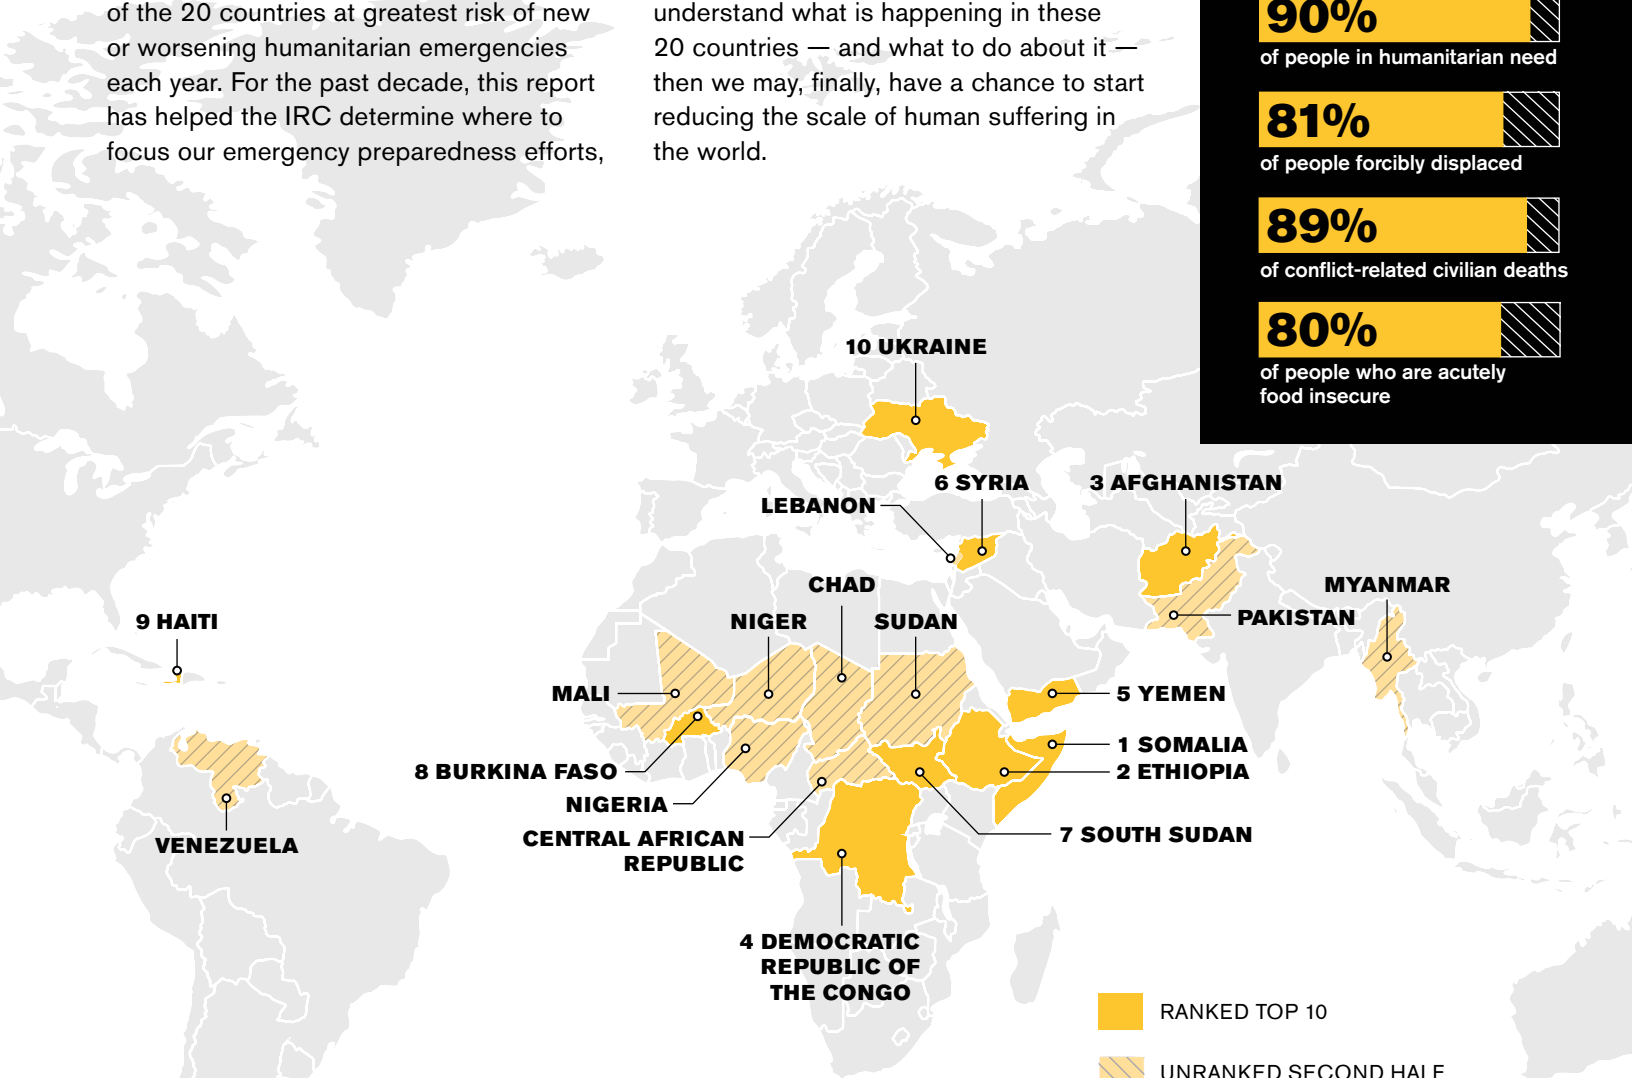 of the 20 countries at greatest risk of new
or worsening humanitarian emergencies
each year. For the past decade, this report
has helped the IRC determine where to
focus our emergency preparedness efforts,
understand what is happening in these
20 countries — and what to do about it —
then we may, finally, have a chance to start
reducing the scale of human suffering in
the world.
90%
of people in humanitarian need
81%
of people forcibly displaced
89%
of conflict-related civilian deaths
80%
of people who are acutely
food insecure
10 UKRAINE
6 SYRIA
3 AFGHANISTAN
LEBANON
CHAD
MYANMAR
9 HAITI
NIGER
SUDAN
PAKISTAN
MALI
5 YEMEN
1 SOMALIA
8 BURKINA FASO
2 ETHIOPIA
NIGERIA
CENTRAL AFRICAN
REPUBLIC
7 SOUTH SUDAN
VENEZUELA
4 DEMOCRATIC
REPUBLIC OF
THE CONGO
RANKED TOP 10
UNRANKED SECOND HALF